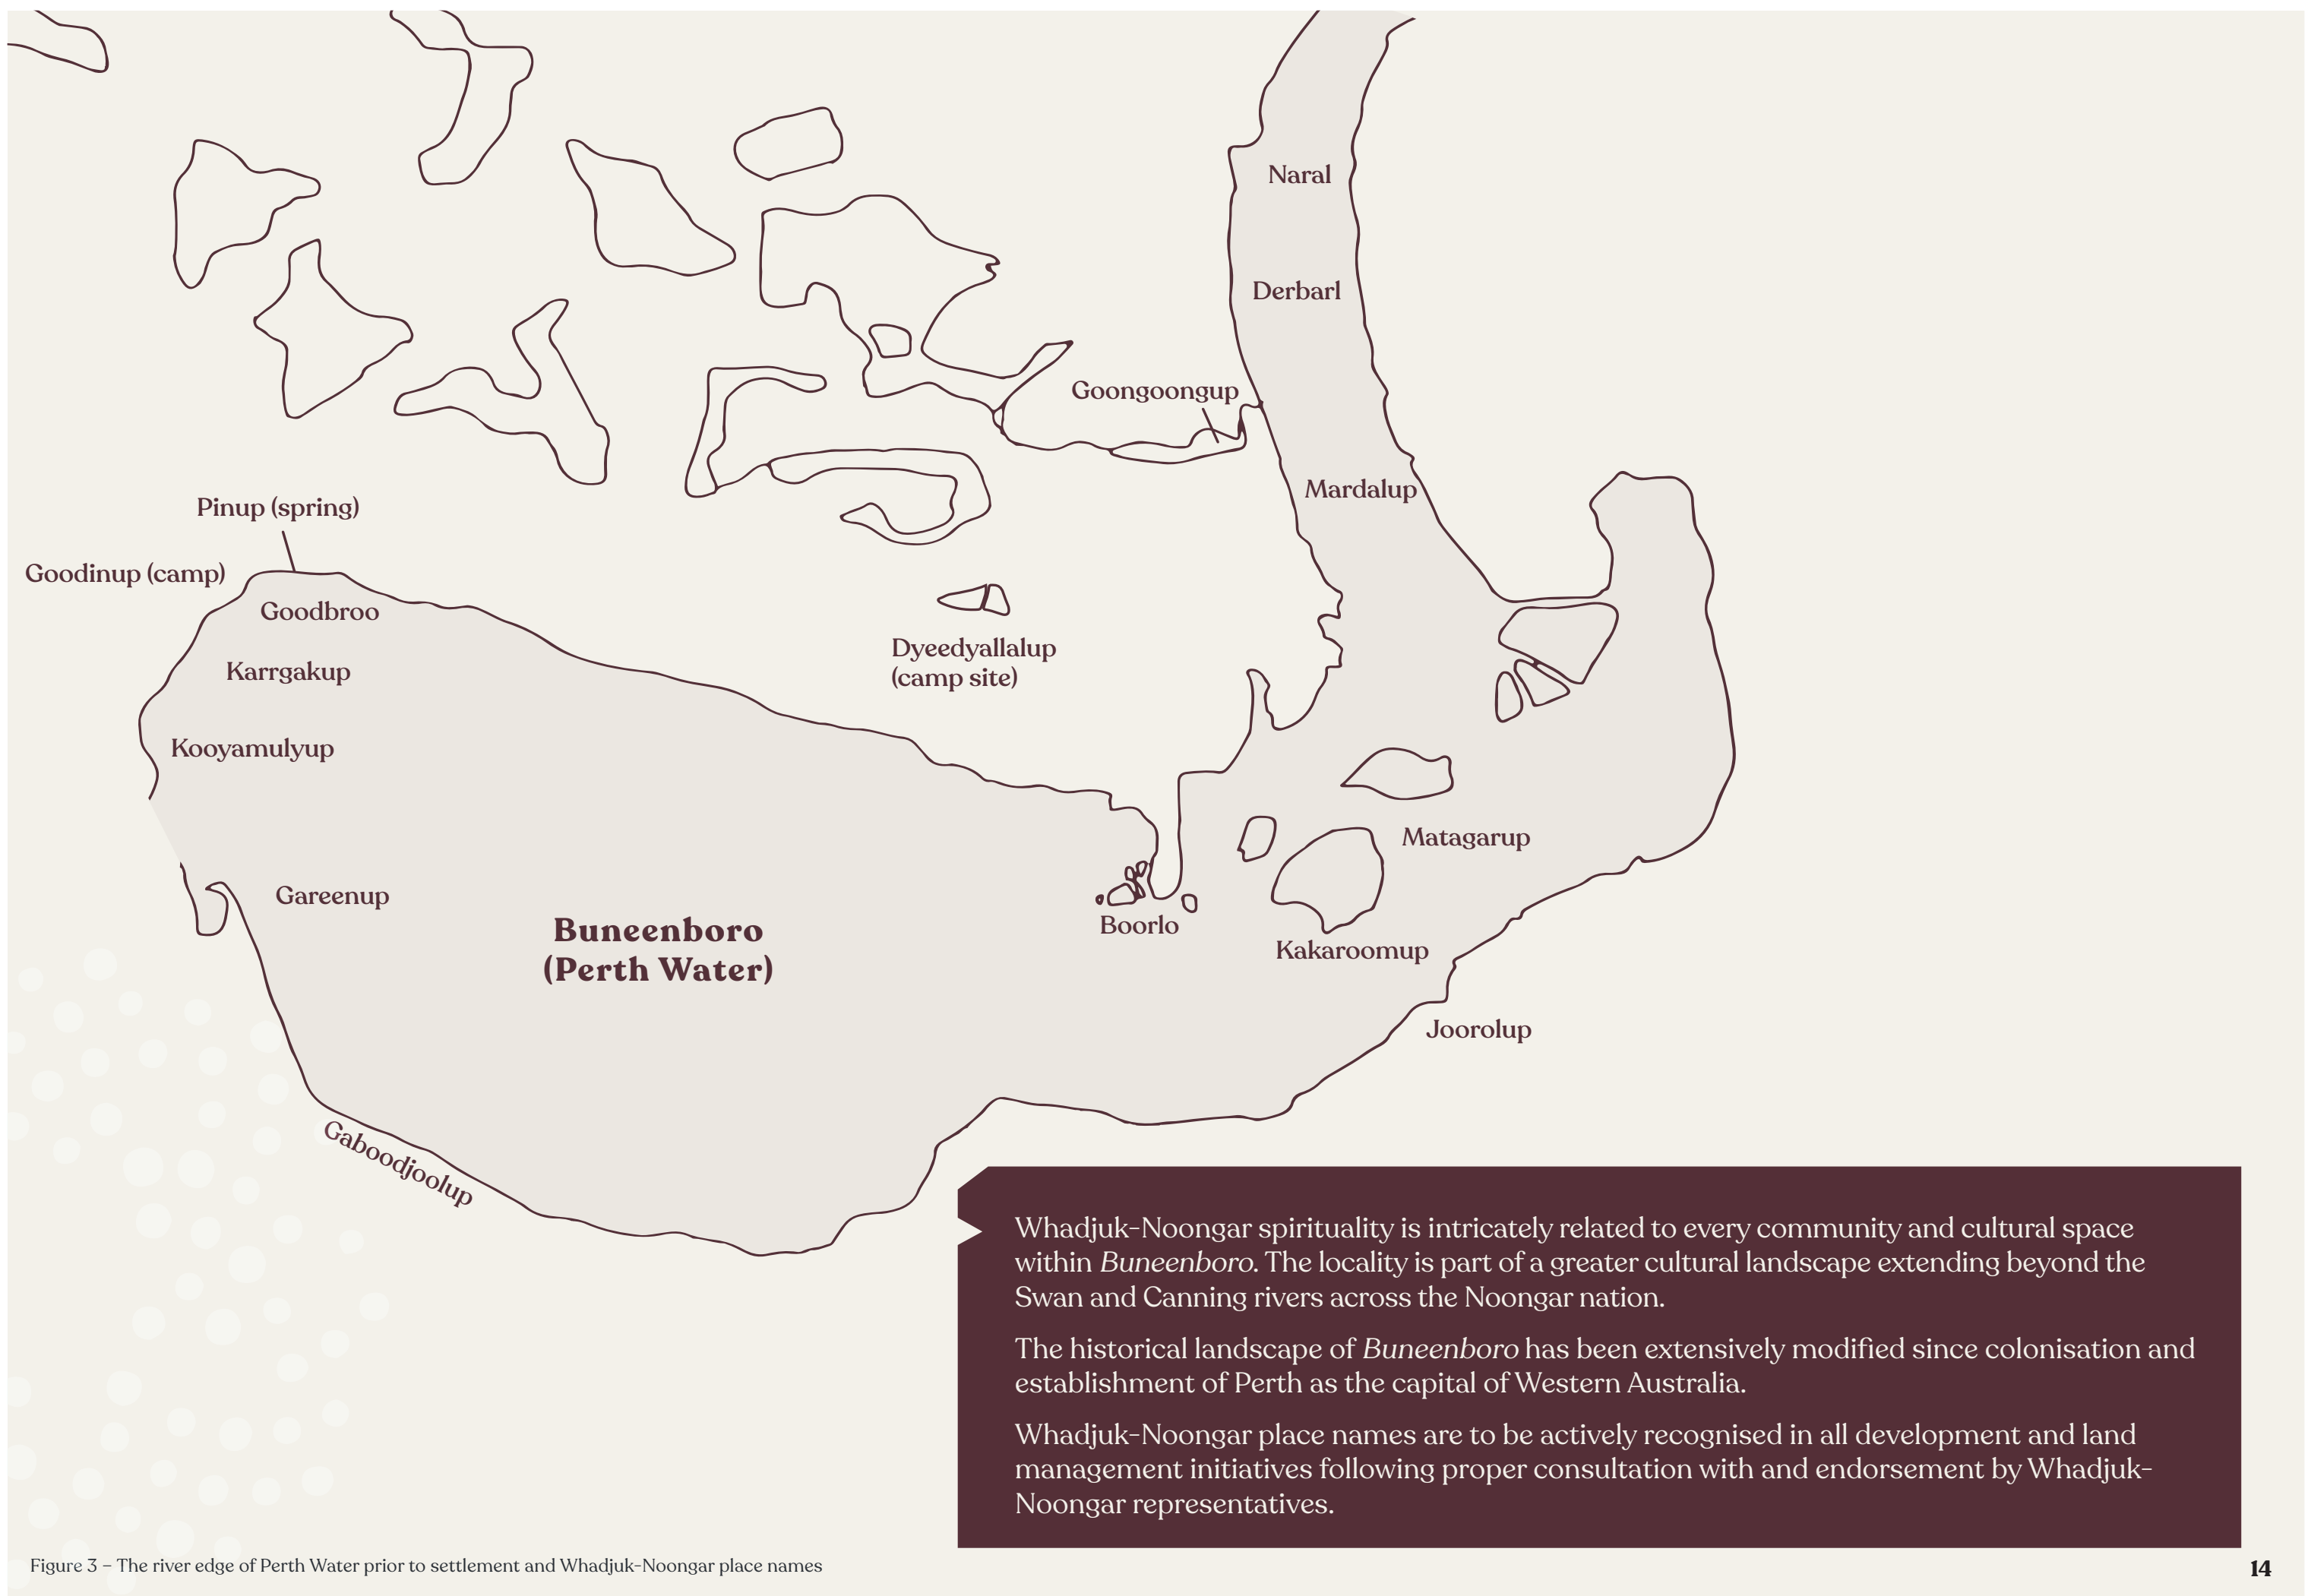 Naral
Derbarl
Goongoongup
Mardalup
Pinup (spring)
Goodinup (camp)
Goodbroo
Dyeedyallalup
(camp site)
Karrgakup
Kooyamulyup
Matagarup
Gareenup
Buneenboro
(Perth Water)
Boorlo
Kakaroomup
Joorolup
Gaboodjoolup
Whadjuk-Noongar spirituality is intricately related to every community and cultural space
within Buneenboro. The locality is part of a greater cultural landscape extending beyond the
Swan and Canning rivers across the Noongar nation.
The historical landscape of Buneenboro has been extensively modified since colonisation and
establishment of Perth as the capital of Western Australia.
Whadjuk-Noongar place names are to be actively recognised in all development and land
management initiatives following proper consultation with and endorsement by Whadjuk-
Noongar representatives.
Figure 3 – The river edge of Perth Water prior to settlement and Whadjuk-Noongar place names
14